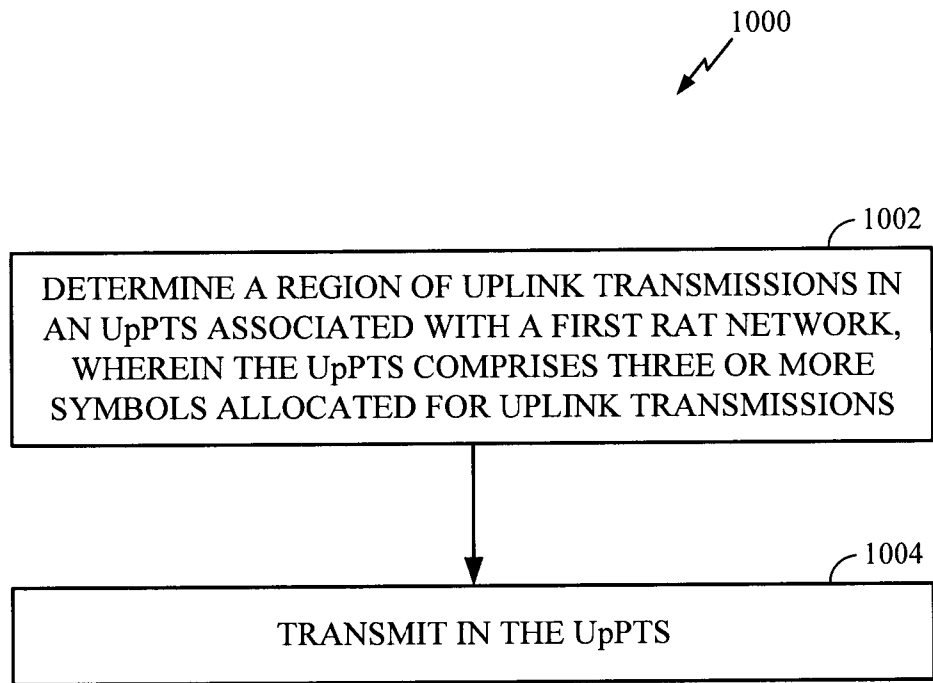 1000
1002
DETERMINE A REGION OF UPLINK TRANSMISSIONS IN
AN UpPTS ASSOCIATED WITH A FIRST RAT NETWORK,
WHEREIN THE UpPTS COMPRISES THREE OR MORE
SYMBOLS ALLOCATED FOR UPLINK TRANSMISSIONS
1004
TRANSMIT IN THE UpPTS